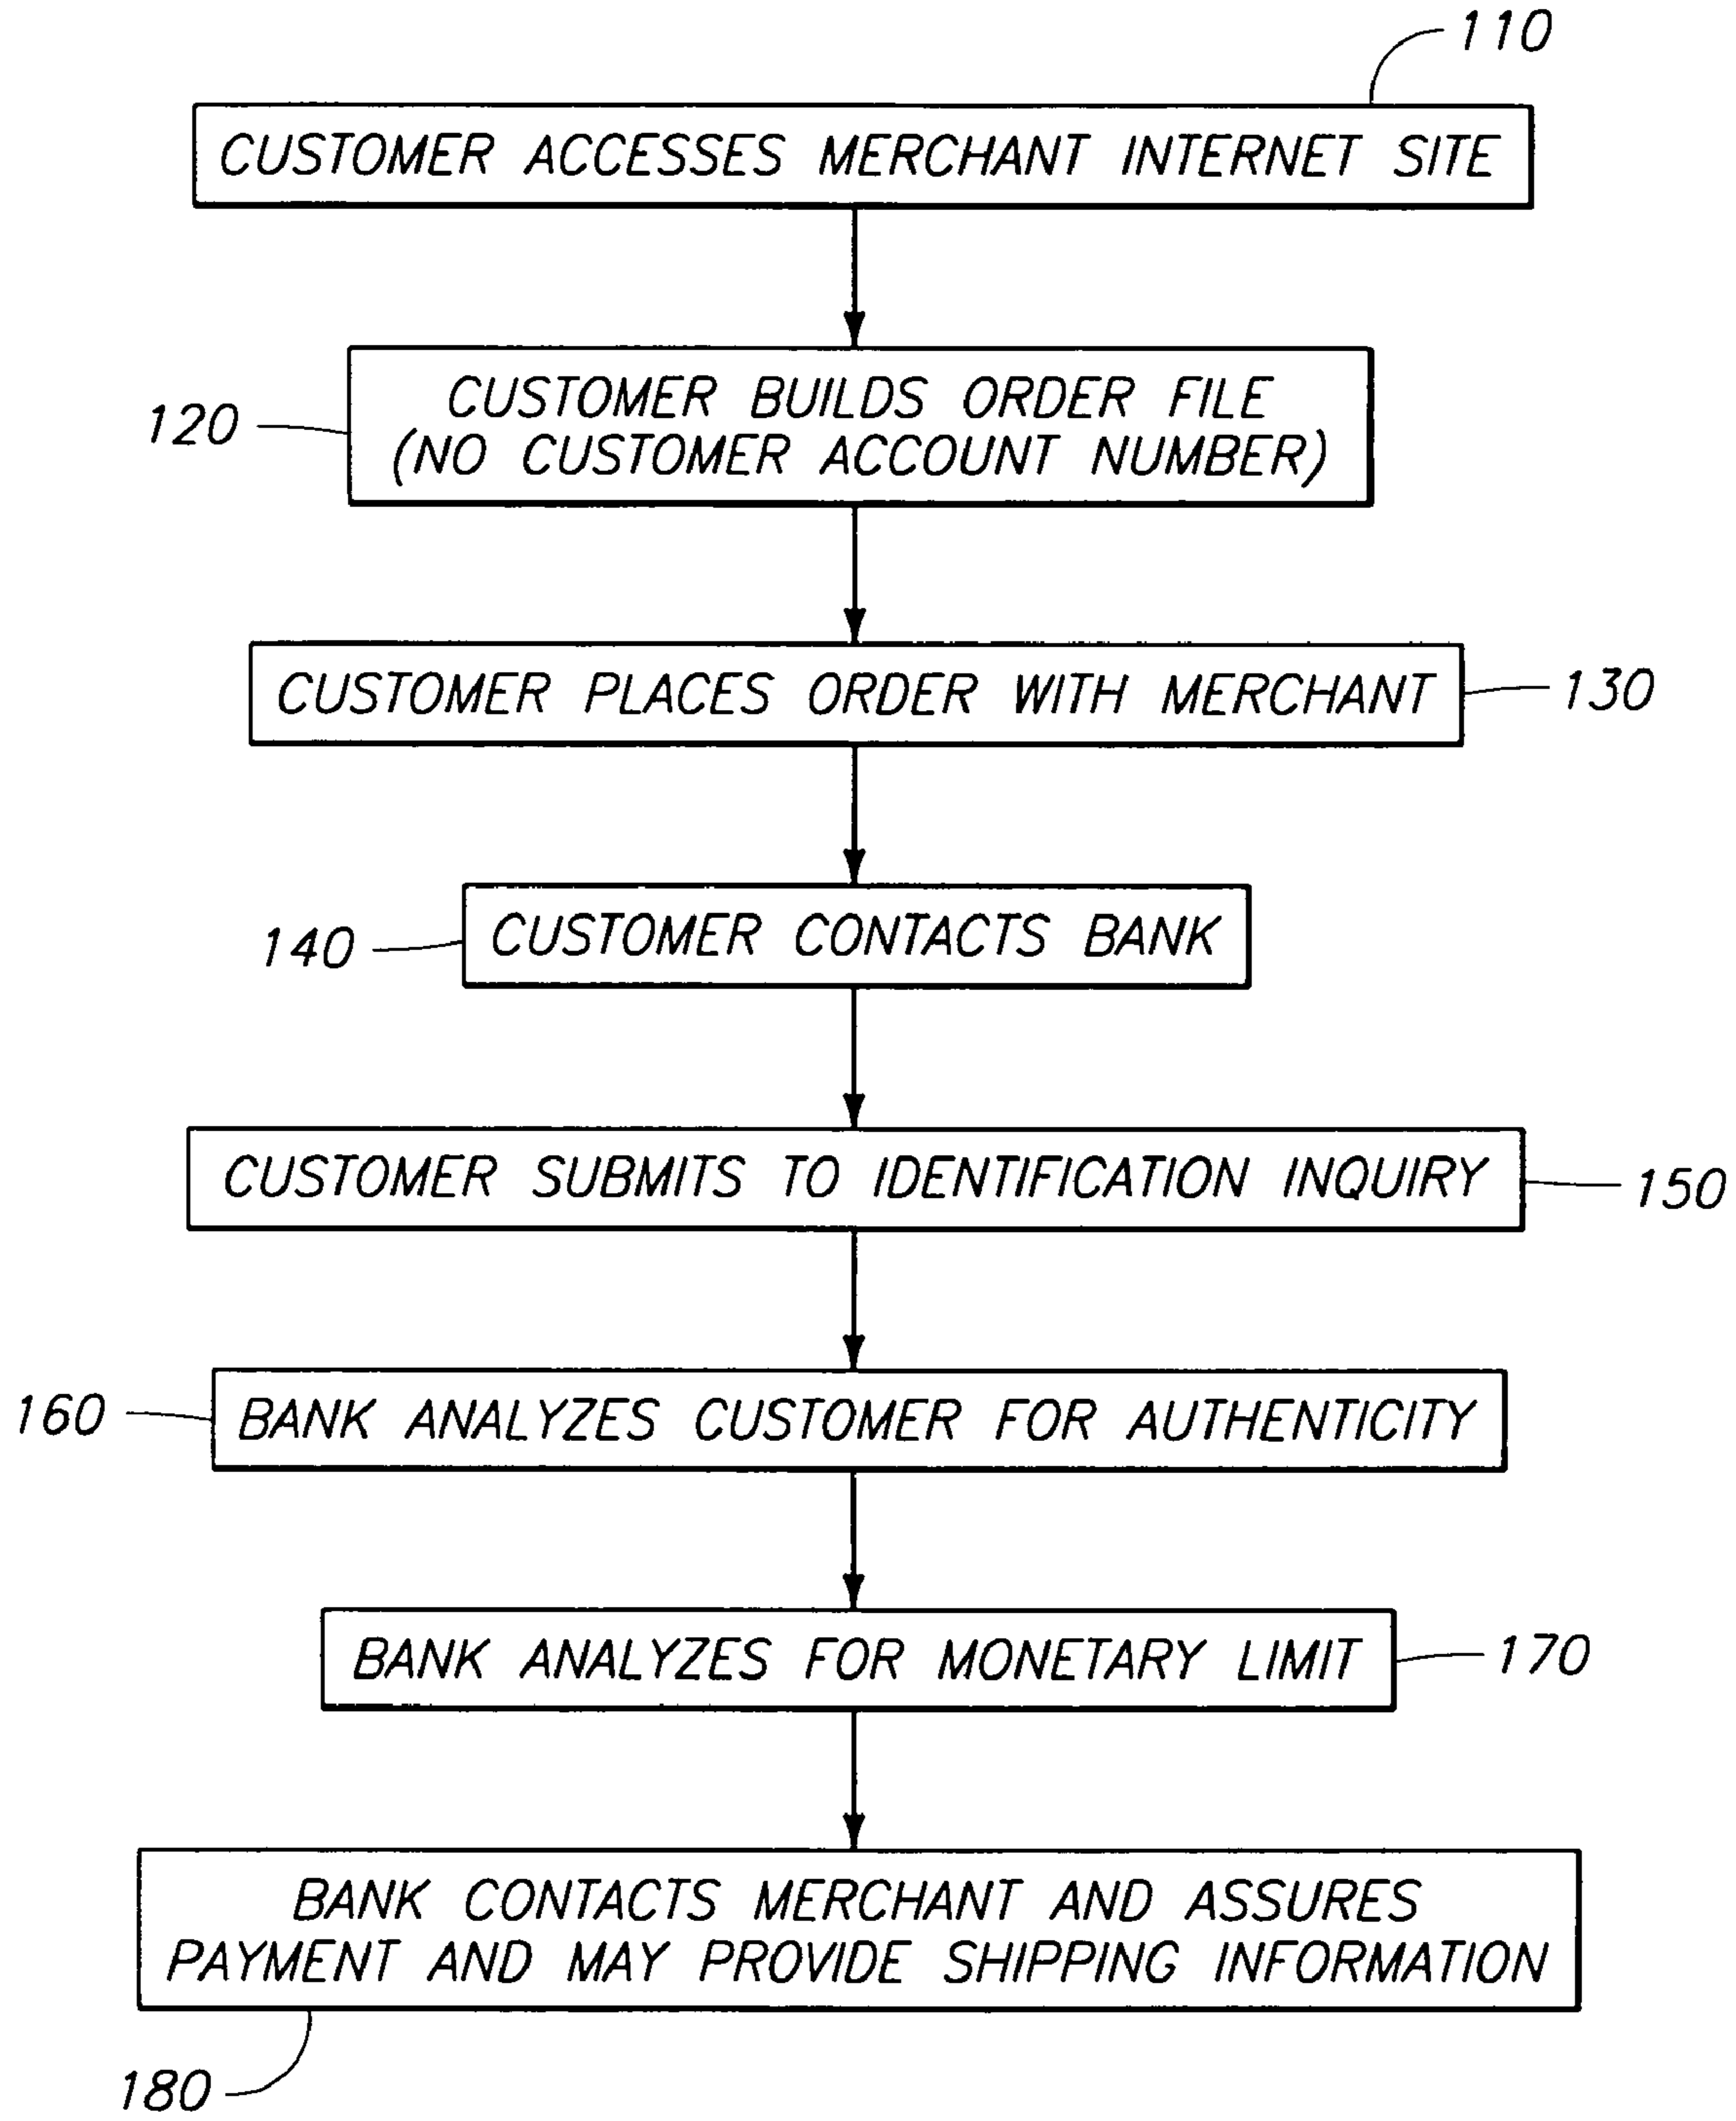 110
CUSTOMER ACCESSES MERCHANT INTERNET SITE
120
CUSTOMER BUILDS ORDER FILE
(NO CUSTOMER ACCOUNT NUMBER)
CUSTOMER PLACES ORDER WITH MERCHANT
130
140
CUSTOMER CONTACTS BANK
CUSTOMER SUBMITS TO IDENTIFICATION INQUIRY
150
160
BANK ANALYZES CUSTOMER FOR AUTHENTICITY
BANK ANALYZES FOR MONETARY LIMIT
170
BANK CONTACTS MERCHANT AND ASSURES
PAYMENT AND MAY PROVIDE SHIPPING INFORMATION
180